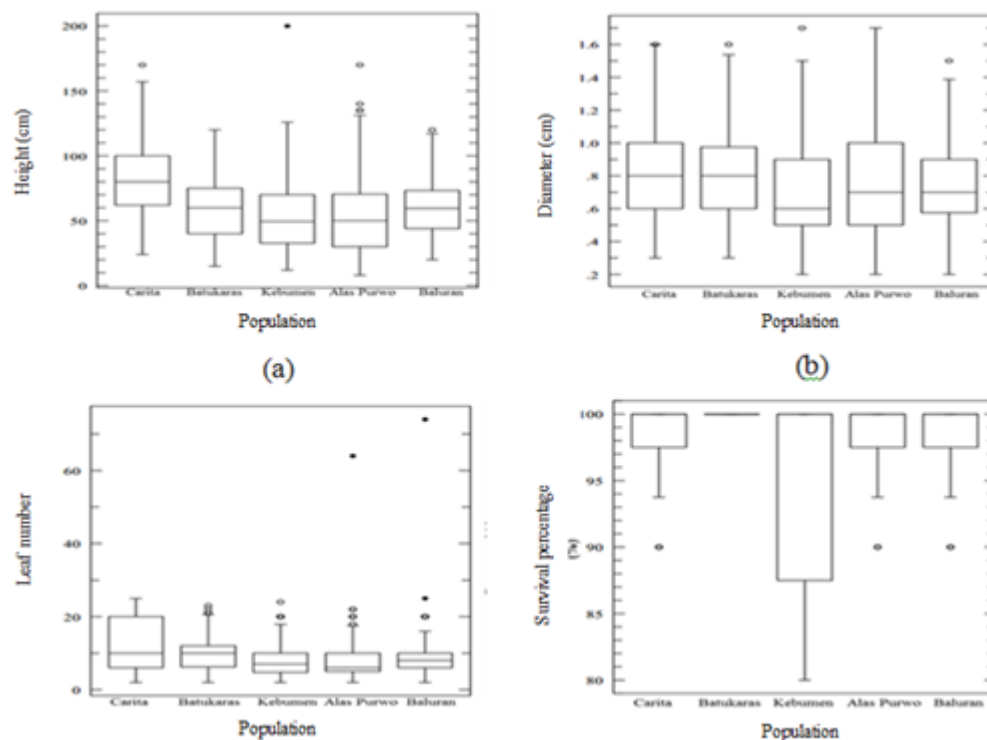 200
150
100
50
0
Height (cm)
Carita Batukaras Kebumen Alas Purwo Baluran
Population
(a)
1.6
1.4
1.2
1.0
.8
.6
.4
.2
Diameter (cm)
Carita Batukaras Kebumen Alas Purwo Baluran
Population
(b)
60
40
20
0
Leaf number
Carita Batukaras Kebumen Alas Purwo Baluran
Population
100
95
90
85
80
Survival percentage
(%)
Carita Batukaras Kebumen Alas Purwo Baluran
Population